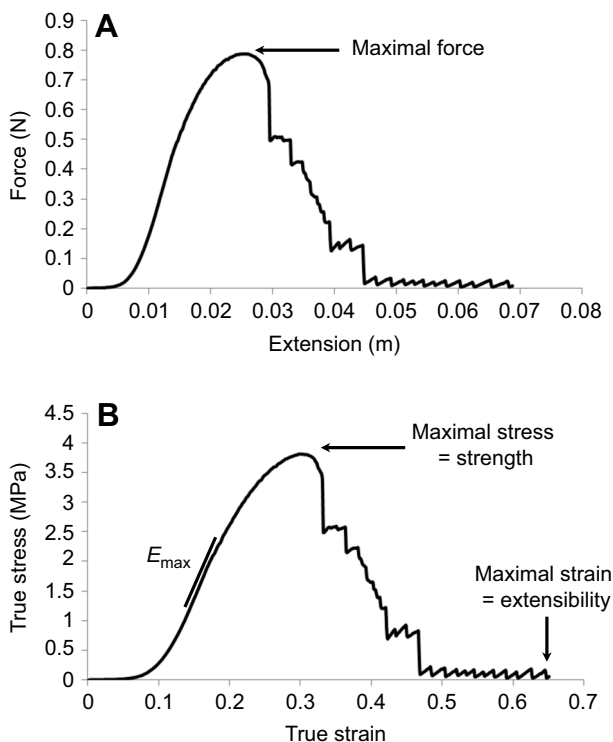 A
0.9
0.8
0.7
0.6
0.5
0.4
0.3
0.2
0.1
0
Force (N)
Maximal force
0 0.01 0.02 0.03 0.04 0.05 0.06 0.07 0.08
Extension (m)
B
4.5
4
3.5
3
2.5
2
1.5
1
0.5
0
True stress (MPa)
Maximal stress
= strength
Emax
Maximal strain
= extensibility
0 0.1 0.2 0.3 0.4 0.5 0.6 0.7
True strain